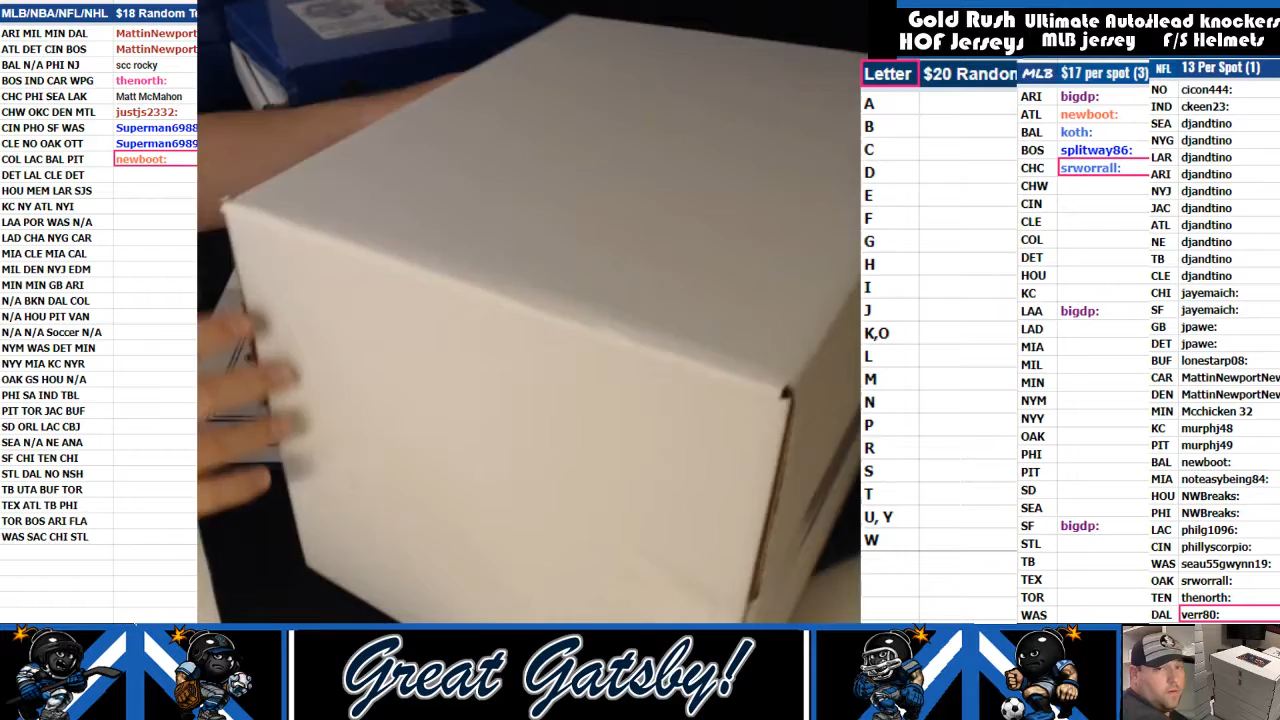 MLB/NBA/NFL/NHL $18 Random T
ARI MIL MIN DAL MattinNewport
ATL DET CIN BOS MattinNewport
BAL N/A PHI NJ scc rocky
BOS IND CAR WPG thenorth:
CHC PHI SEA LAK Matt McMahon
CHW OKC DEN MTL justjs2332:
CIN PHO SF WAS Superman6988
CLE NO OAK OTT Superman6989
COL LAC BAL PIT newboot:
DET LAL CLE DET
HOU MEM LAR SJS
KC NY ATL NYI
LAA POR WAS N/A
LAD CHA NYG CAR
MIA CLE MIA CAL
MIL DEN NYJ EDM
MIN MIN GB ARI
N/A BKN DAL COL
N/A HOU PIT VAN
N/A N/A Soccer N/A
NYM WAS DET MIN
NYY MIA KC NYR
OAK GS HOU N/A
PHI SA IND TAM
PIT TOR JAC BUF
SD ORL LAC CBJ
SEA N/A NE ANA
SF CHI TEN CHI
STL DAL NO NSH
TB UTA BUF TOR
TEX ATL TB PHI
TOR BOS ARI FLA
WAS SAC CHI STL
Gold Rush
HOF Jerseys
Ultimate Autos
MLB jersey
Head knockers
F/S Helmets
Letter $20 Random
A
B
C
D
E
F
G
H
I
J
K,O
L
M
N
P
R
S
T
U, Y
W
MLB $17 per spot (3)
ARI bigdp:
ATL newboot:
BAL koth:
BOS splitway86:
CHC srworrall:
CHW
CIN
CLE
COL
DET
HOU
KC
LAA bigdp:
LAD
MIA
MIL
MIN
NYM
NYY
OAK
PHI
PIT
SD
SEA
SF bigdp:
STL
TB
TEX
TOR
WAS
NFL 13 Per Spot (1)
NO cicon444:
IND ckeen23:
SEA djandtino
NYG djandtino
LAR djandtino
ARI djandtino
NYJ djandtino
JAC djandtino
ATL djandtino
NE djandtino
TB djandtino
CLE djandtino
CHI jayemaich:
SF jayemaich:
GB jpawe:
DET jpawe:
BUF lonestarp08:
CAR MattinNewportNew
DEN MattinNewportNew
MIN Mcchicken 32
KC murphj48
PIT murphj49
BAL newboot:
MIA noteasybeing84:
HOU NWBreaks:
PHI NWBreaks:
LAC philg1096:
CIN phillyscorpio:
WAS seau55gwynn19:
OAK srworrall:
TEN thenorth:
DAL verr80:
Great Gatsby!